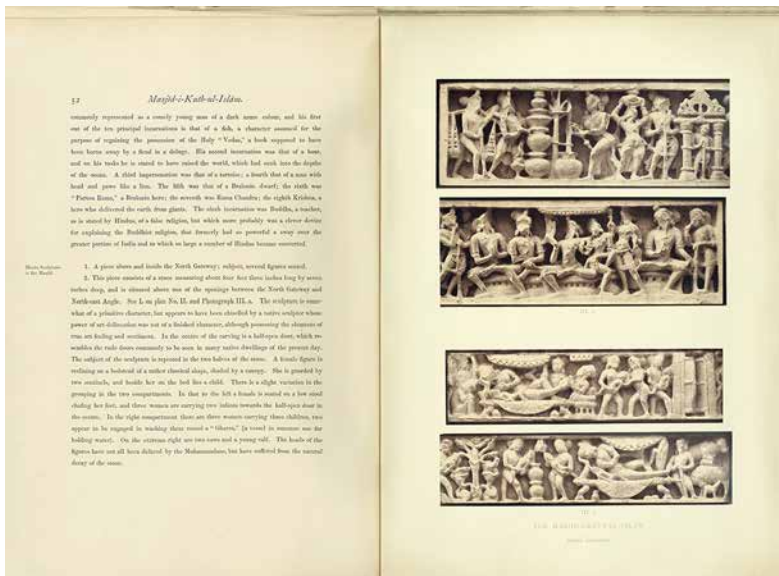 52
Masjid-i-Kutb-ul-Islám.
commonly represented as a comely young man of a dark azure colour, and his first
out of the ten principal incarnations is that of a fish, a character assumed for the
purpose of regaining the possession of the Holy "Vedas," a book supposed to have
been borne away by a fiend in a deluge. His second incarnation was that of a boar,
and on his tusks he is stated to have raised the world, which had sunk into the depths
of the ocean. A third impersonation was that of a tortoise; a fourth that of a man with
head and paws like a lion. The fifth was that of a Brahmin dwarf; the sixth was
"Parasu Rama," a Brahmin hero; the seventh was Rama Chandra; the eighth Krishna, a
hero who delivered the earth from giants. The ninth incarnation was Buddha, a teacher,
as is stated by Hindus, of a false religion, but which more probably was a clever device
for explaining the Buddhist religion, that formerly had so powerful a sway over the
greater portion of India and to which so large a number of Hindus became converted.
Hindu Sculptures
in the Masjid.
1. A piece above and inside the North Gateway; subject, several figures seated.
2. This piece consists of a stone measuring about four feet three inches long by seven
inches deep, and is situated above one of the openings between the North Gateway and
North-east Angle. See I. on plate No. II. and Photograph III. a. The sculpture is some-
what of a primitive character, but appears to have been chiselled by a native sculptor whose
power of art delineation was not of a finished character, although possessing the elements of
true art feeling and sentiment. In the centre of the carving is a half-open door, which re-
sembles the rude doors commonly to be seen in many native dwellings of the present day.
The subject of the sculpture is repeated in the two halves of the stone. A female figure is
reclining on a bedstead of a rather classical shape, shaded by a canopy. She is guarded by
two sentinels, and beside her on the bed lies a child. There is a slight variation in the
grouping in the two compartments. In that to the left a female is seated on a low stool
chafing her feet, and three women are carrying two infants towards the half-open door in
the centre. In the right compartment there are three women carrying three children, two
appear to be engaged in washing them round a "Gharra," (a vessel in common use for
holding water). On the extreme right are two cows and a young calf. The heads of the
figures have not all been defaced by the Muhammadans, but have suffered from the natural
decay of the stone.